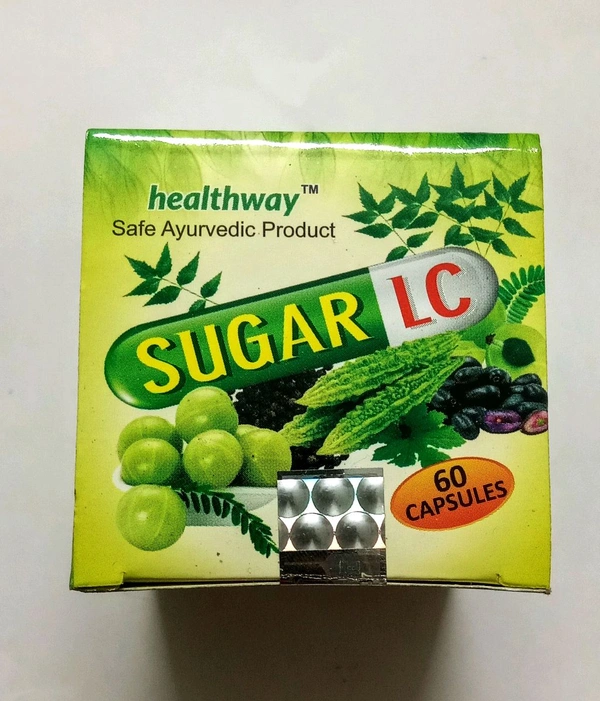 healthway™
Safe Ayurvedic Product
SUGAR LC
60
CAPSULES